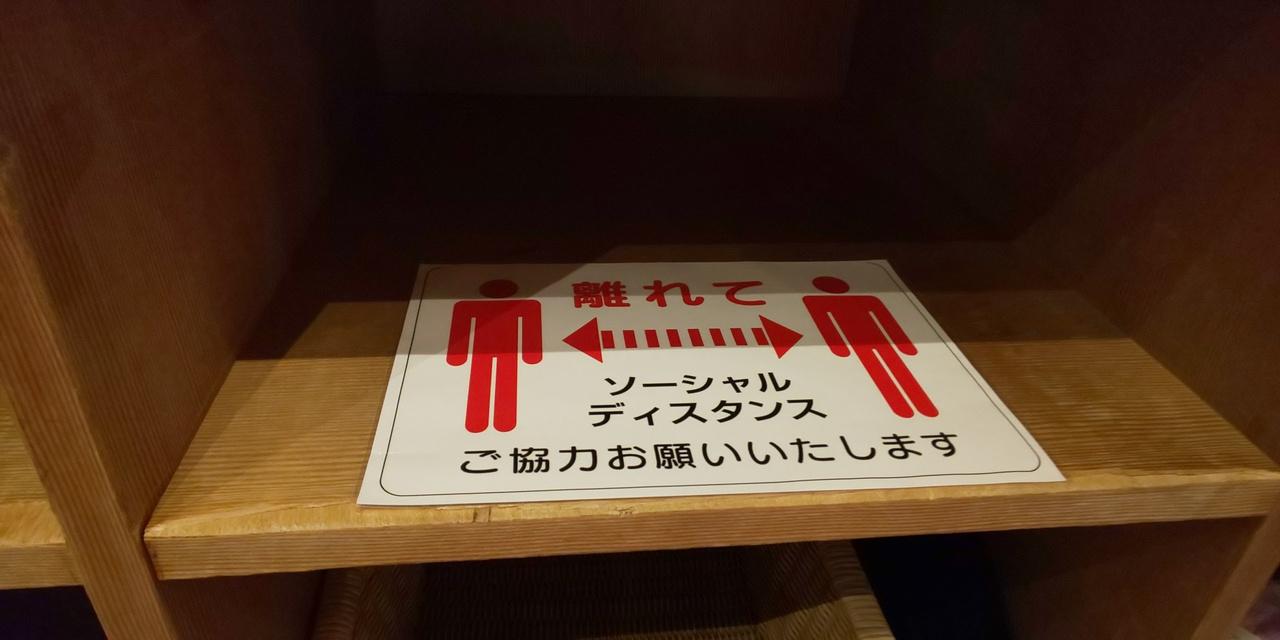 離れて
ソーシャル
ディスタンス
ご協力お願いいたします